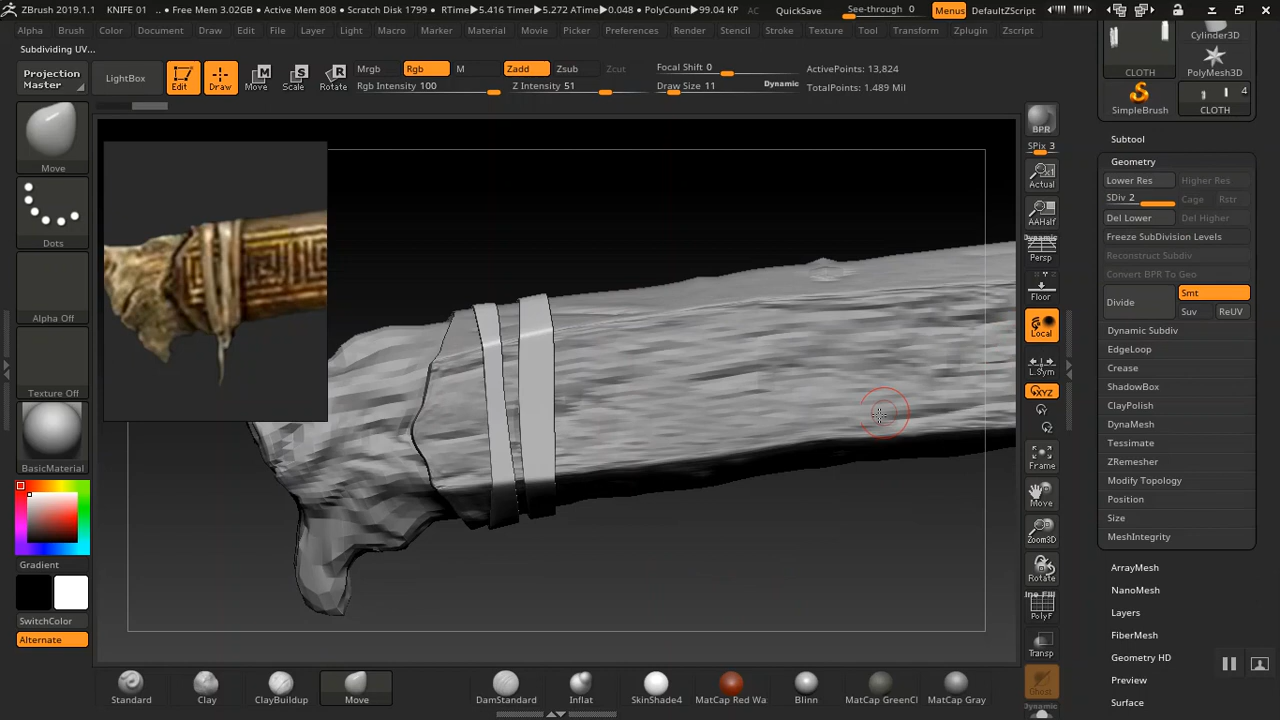 ZBrush 2019.1.1 KNIFE 01 .. • Free Mem 3.02GB • Active Mem 808 • Scratch Disk 1799 • RTime▸5.416 Timer▸5.272 ATime▸0.048 • PolyCount▸99.04 KP • QuickSave See-through 0 Menus DefaultZScript
Alpha Brush Color Document Draw Edit File Layer Light Macro Marker Material Movie Picker Preferences Render Stencil Stroke Texture Tool Transform Zplugin Zscript
Subdividing UV...
Projection Master LightBox Edit Draw Move Scale Rotate
Mrgb Rgb M Zadd Zsub Zcut Focal Shift 0 ActivePoints: 13,824
Rgb Intensity 100 Z Intensity 51 Draw Size 11 Dynamic TotalPoints: 1.489 Mil
Move
Dots
Alpha Off
Texture Off
BasicMaterial
Gradient
SwitchColor
Alternate
BPR
SPix 3
Actual
AAHalf
Dynamic
Persp
Floor
Local
L.Sym
XYZ
Frame
Move
Zoom3D
Rotate
Line Fill
PolyF
Transp
Ghost
Dynamic
CLOTH Cylinder3D
PolyMesh3D
SimpleBrush 4 CLOTH
Subtool
Geometry
Lower Res Higher Res
SDiv 2 Cage Rstr
Del Lower Del Higher
Freeze SubDivision Levels
Reconstruct Subdiv
Convert BPR To Geo
Divide Smt
Suv ReUV
Dynamic Subdiv
EdgeLoop
Crease
ShadowBox
ClayPolish
DynaMesh
Tessimate
ZRemesher
Modify Topology
Position
Size
MeshIntegrity
ArrayMesh
NanoMesh
Layers
FiberMesh
Geometry HD
Preview
Surface
Standard Clay ClayBuildup Move DamStandard Inflat SkinShade4 MatCap Red Wa Blinn MatCap GreenCl MatCap Gray